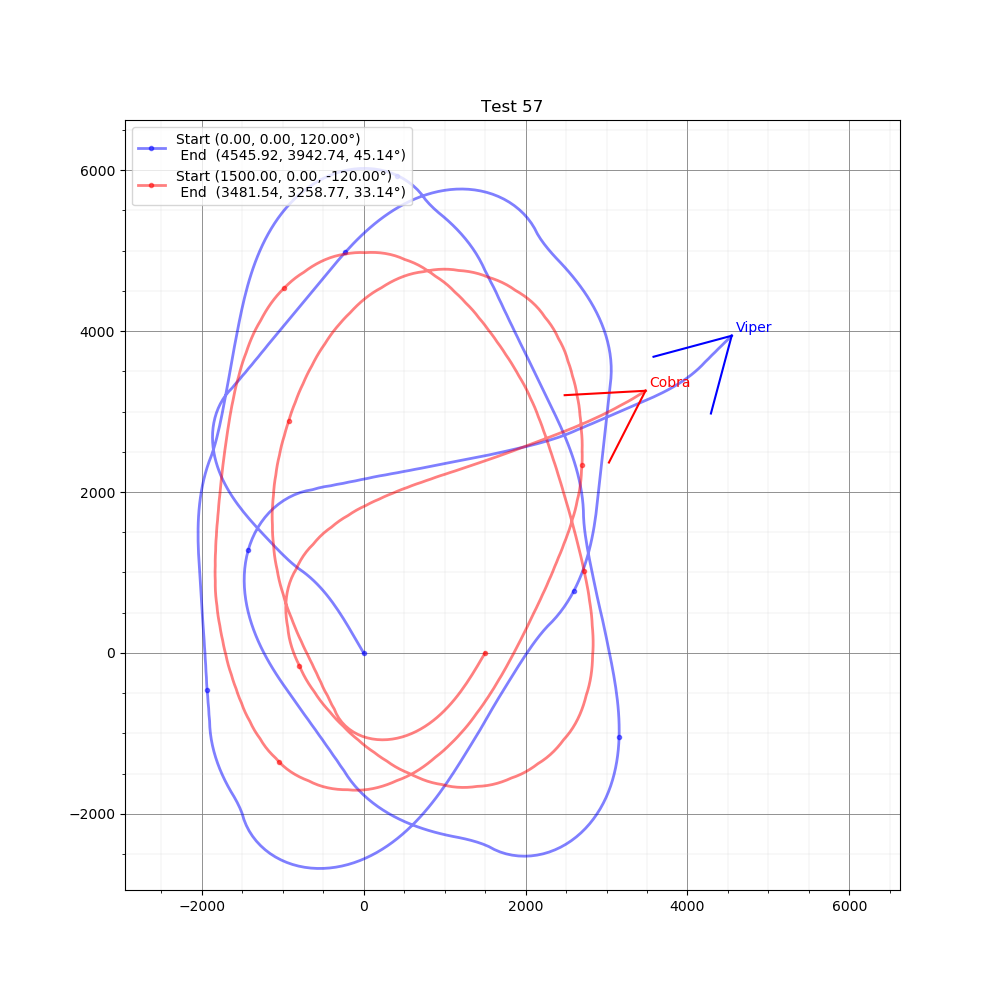 Test 57
Start (0.00, 0.00, 120.00°)
End (4545.92, 3942.74, 45.14°)
Start (1500.00, 0.00, -120.00°)
End (3481.54, 3258.77, 33.14°)
6000
4000
2000
0
−2000
Viper
Cobra
−2000 0 2000 4000 6000